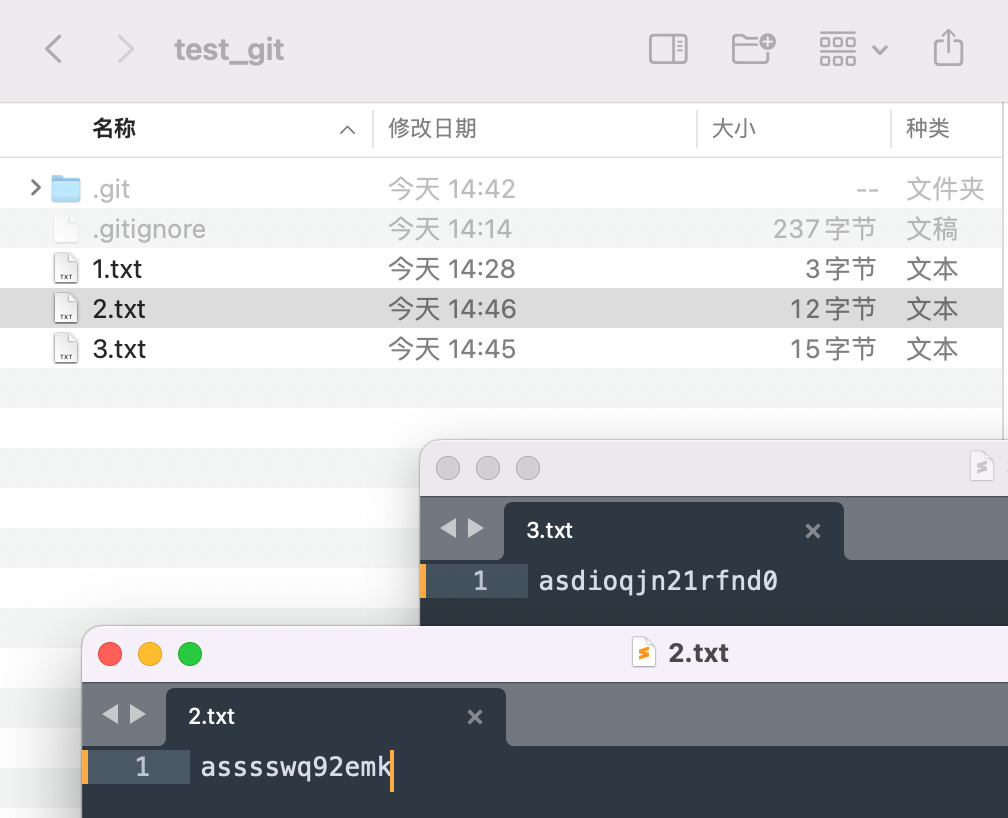 test_git
名称 修改日期 大小 种类
.git 今天 14:42 -- 文件夹
.gitignore 今天 14:14 237 字节 文稿
1.txt 今天 14:28 3 字节 文本
2.txt 今天 14:46 12 字节 文本
3.txt 今天 14:45 15 字节 文本
3.txt
1 asdioqjn21rfnd0
2.txt
2.txt
1 asssswq92emk